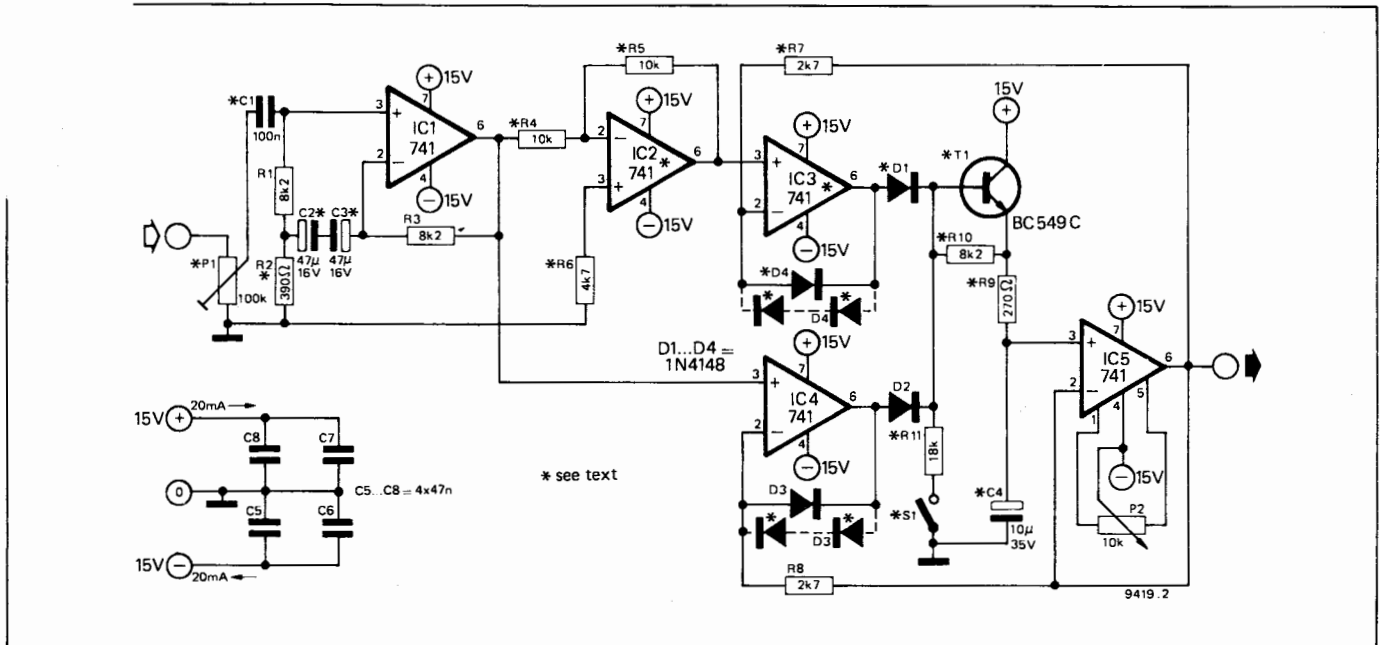 *C1
100n
R1
8k2
R2
*
390Ω
*P1
100k
C2*
47µ
16V
C3*
47µ
16V
3
+
2
−
IC1
741
7
4
6
+ 15V
− 15V
R3
8k2
*R4
10k
*R5
10k
2
−
3
+
IC2
741 *
7
4
6
+ 15V
− 15V
*R6
4k7
*R7
2k7
3
+
2
−
IC3
741 *
7
4
6
+ 15V
− 15V
*D4
*
*
D4
*D1
*T1
15V
+
BC549C
*R10
8k2
*R9
270Ω
D1...D4 =
1N4148
3
+
2
−
IC4
741
7
4
6
+ 15V
− 15V
D2
*R11
18k
D3
*
*
D3
R8
2k7
*S1
*C4
10µ
35V
3
+
2
−
IC5
741
7
6
1
4
5
+ 15V
− 15V
P2
10k
9419.2
15V + 20mA →
C8
C7
0
C5...C8 = 4x47n
C5
C6
15V − 20mA ←
* see text